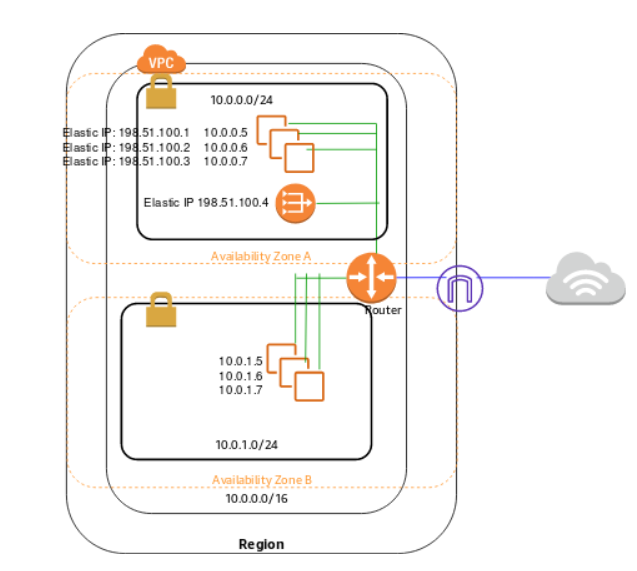 VPC
10.0.0.0/24
Elastic IP: 198.51.100.1 10.0.0.5
Elastic IP: 198.51.100.2 10.0.0.6
Elastic IP: 198.51.100.3 10.0.0.7
Elastic IP 198.51.100.4
Availability Zone A
Router
10.0.1.5
10.0.1.6
10.0.1.7
10.0.1.0/24
Availability Zone B
10.0.0.0/16
Region